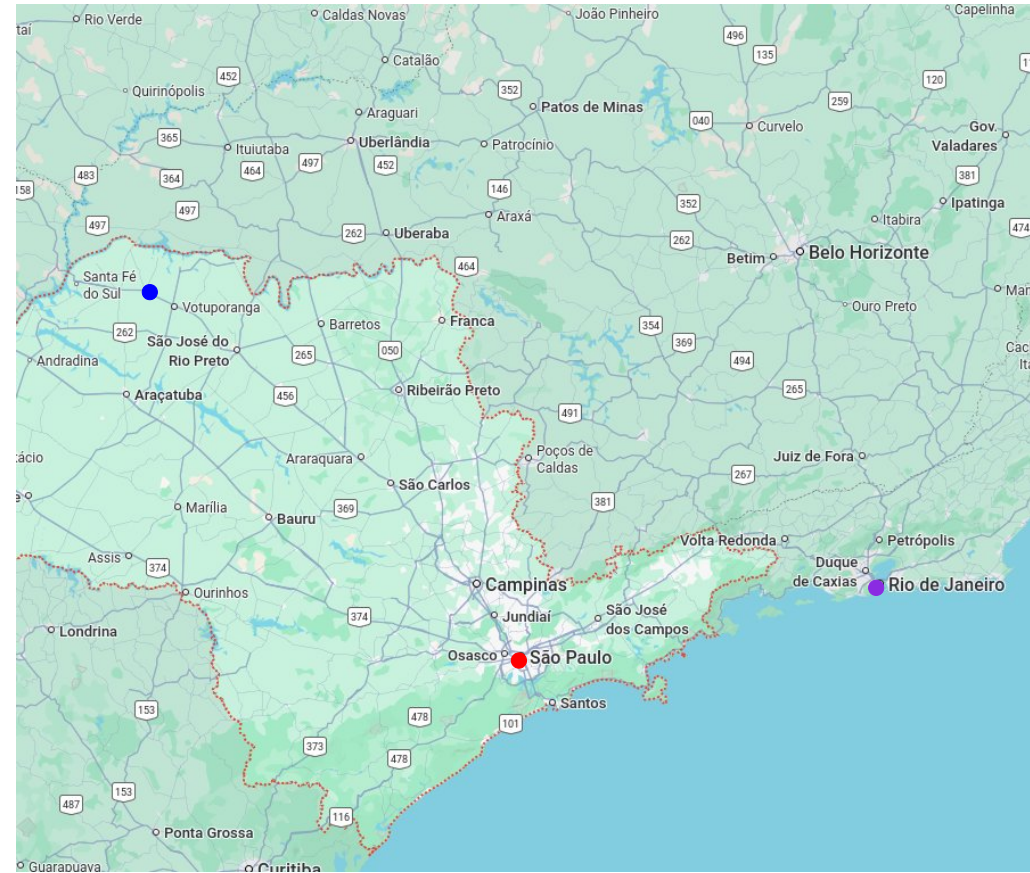 Rio Verde
Caldas Novas
João Pinheiro
Capelinha
tai
496
135
Catalão
452
352
120
Quirinópolis
Patos de Minas
259
Araguari
040
Curvelo
Gov.
Valadares
365
Uberlândia
Ituiutaba
497
452
Patrocínio
464
483
364
146
381
158
497
352
Ipatinga
Araxá
Itabira
497
262
Uberaba
262
474
Belo Horizonte
Betim
464
Santa Fé
do Sul
Votuporanga
Ouro Preto
Franca
Barretos
262
354
São José do
Rio Preto
369
265
050
Andradina
494
Araçatuba
456
Ribeirão Preto
265
491
Araraquara
Poços de
Caldas
Juiz de Fora
tácio
267
São Carlos
381
Marília
369
Bauru
Volta Redonda
Petrópolis
Assis
374
Duque
de Caxias
Rio de Janeiro
Campinas
Ourinhos
374
Jundiaí
São José
dos Campos
Londrina
Osasco
São Paulo
Santos
153
478
101
373
478
153
487
116
Ponta Grossa
Guarapuava
Curitiba